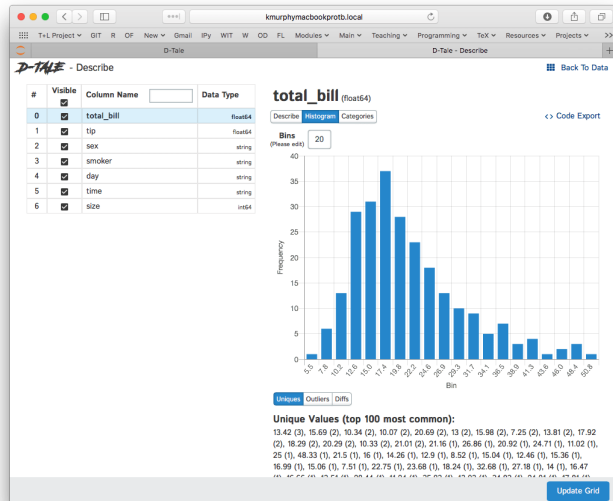 kmurphymacbookprotb.local
T+L Project GIT R OF New Gmail IPy WIT W OD FL Modules Main Teaching Programming TeX Resources Projects >>
D-Tale D-Tale - Describe +
D-TALE - Describe Back To Data
# Visible Column Name Data Type
0 total_bill float64
1 tip float64
2 sex string
3 smoker string
4 day string
5 time string
6 size int64
total_bill (float64)
Describe Histogram Categories <> Code Export
Bins
(Please edit) 20
40
35
30
25
20
15
10
5
0
Frequency
5.5 7.8 10.2 12.6 15.0 17.4 19.8 22.2 24.6 26.9 29.3 31.7 34.1 36.5 38.9 41.3 43.6 46.0 48.4 50.8
Bin
Uniques Outliers Diffs
Unique Values (top 100 most common):
13.42 (3), 15.69 (2), 10.34 (2), 10.07 (2), 20.69 (2), 13 (2), 15.98 (2), 7.25 (2), 13.81 (2), 17.92
(2), 18.29 (2), 20.29 (2), 10.33 (2), 21.01 (2), 21.16 (1), 26.86 (1), 20.92 (1), 24.71 (1), 11.02 (1),
25 (1), 48.33 (1), 21.5 (1), 16 (1), 14.26 (1), 12.9 (1), 8.52 (1), 15.04 (1), 12.46 (1), 15.36 (1),
16.99 (1), 15.06 (1), 7.51 (1), 22.75 (1), 23.68 (1), 18.24 (1), 32.68 (1), 27.18 (1), 14 (1), 16.47
Update Grid